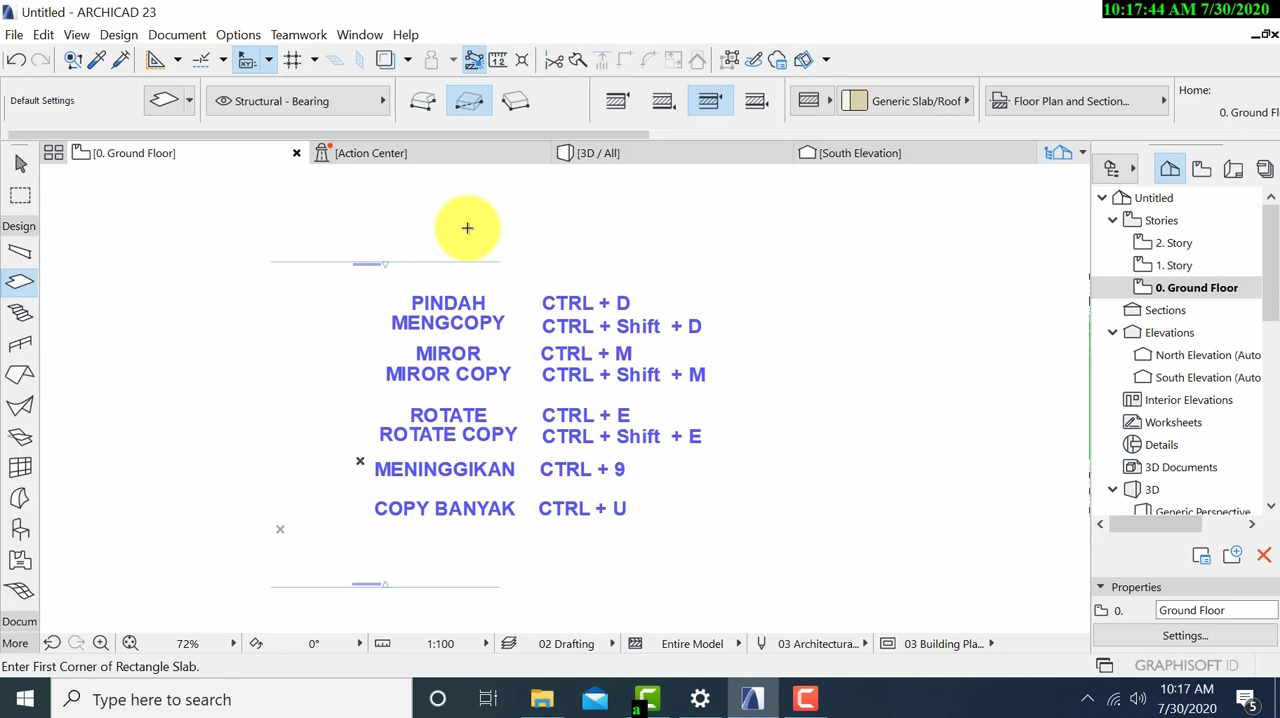 Untitled - ARCHICAD 23
10:17:44 AM 7/30/2020
File Edit View Design Document Options Teamwork Window Help
Default Settings
Structural - Bearing
Generic Slab/Roof
Floor Plan and Section...
Home:
0. Ground Fl
[0. Ground Floor]
[Action Center]
[3D / All]
[South Elevation]
Design
PINDAH CTRL + D
MENGCOPY CTRL + Shift + D
MIROR CTRL + M
MIROR COPY CTRL + Shift + M
ROTATE CTRL + E
ROTATE COPY CTRL + Shift + E
MENINGGIKAN CTRL + 9
COPY BANYAK CTRL + U
Untitled
Stories
2. Story
1. Story
0. Ground Floor
Sections
Elevations
North Elevation (Auto
South Elevation (Auto
Interior Elevations
Worksheets
Details
3D Documents
3D
Generic Perspective
Properties
0. Ground Floor
Settings...
Docum
More
72%
0°
1:100
02 Drafting
Entire Model
03 Architectura...
03 Building Pla...
Enter First Corner of Rectangle Slab.
GRAPHISOFT ID
Type here to search
a
10:17 AM
7/30/2020
5